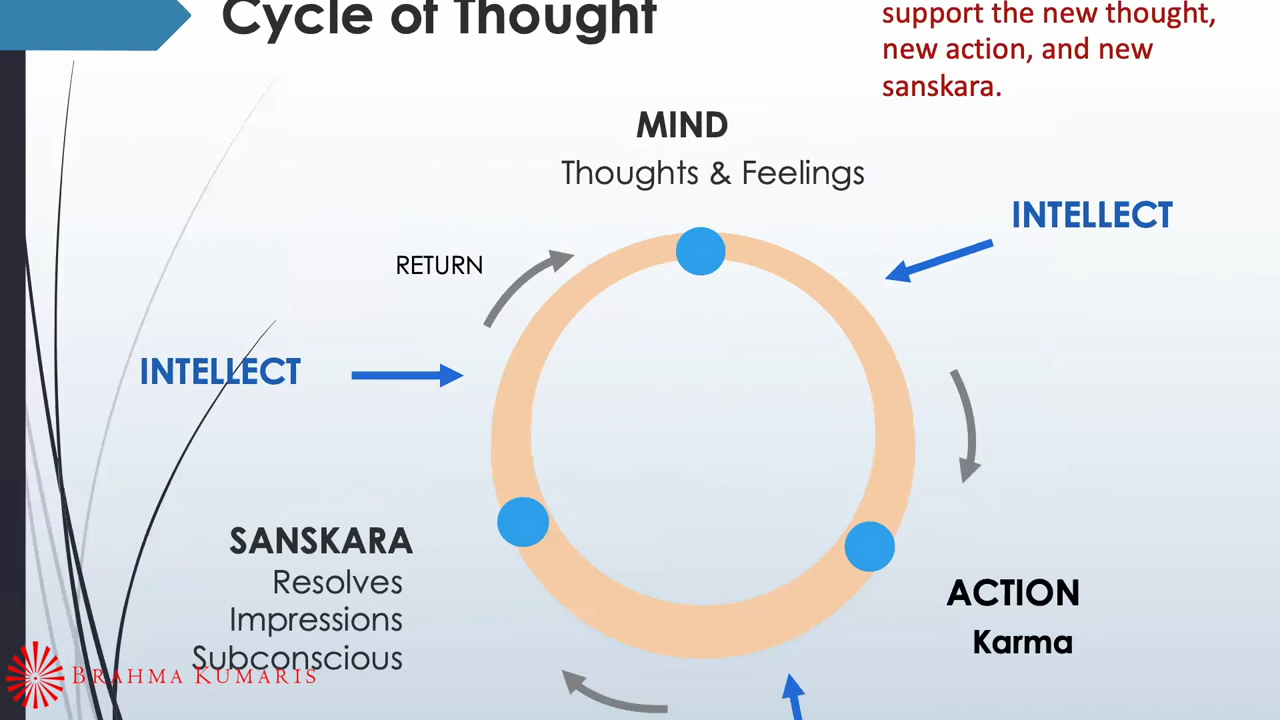 Cycle of Thought
support the new thought,
new action, and new
sanskara.
MIND
Thoughts & Feelings
INTELLECT
RETURN
INTELLECT
SANSKARA
Resolves
Impressions
Subconscious
ACTION
Karma
BRAHMA KUMARIS